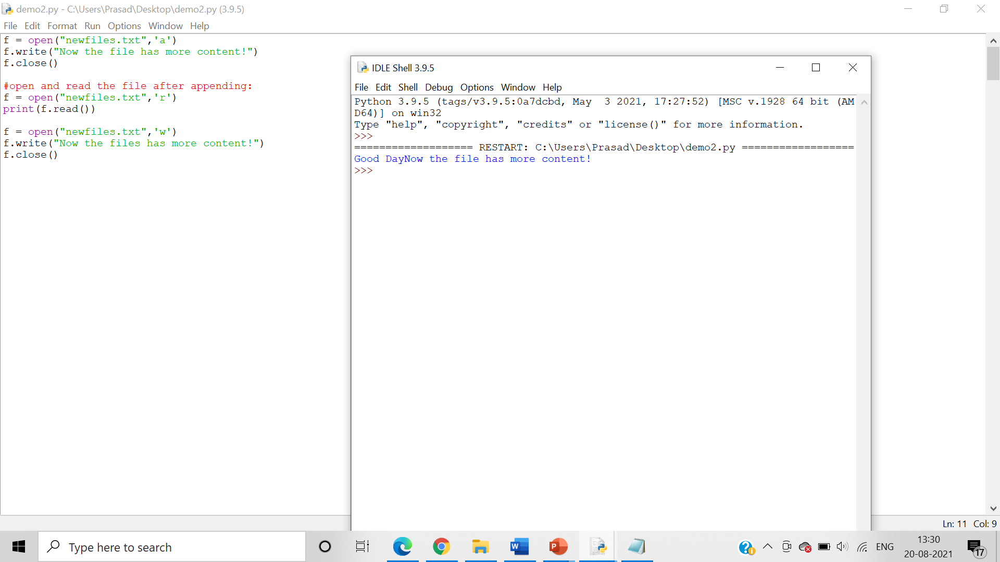 demo2.py - C:\Users\Prasad\Desktop\demo2.py (3.9.5)
File Edit Format Run Options Window Help
f = open("newfiles.txt",'a')
f.write("Now the file has more content!")
f.close()
#open and read the file after appending:
f = open("newfiles.txt",'r')
print(f.read())
f = open("newfiles.txt",'w')
f.write("Now the files has more content!")
f.close()
IDLE Shell 3.9.5
File Edit Shell Debug Options Window Help
Python 3.9.5 (tags/v3.9.5:0a7dcbd, May  3 2021, 17:27:52) [MSC v.1928 64 bit (AM
D64)] on win32
Type "help", "copyright", "credits" or "license()" for more information.
>>>
=================== RESTART: C:\Users\Prasad\Desktop\demo2.py ==================
Good DayNow the file has more content!
>>>
Ln: 11 Col: 9
Type here to search
ENG
13:30
20-08-2021
17